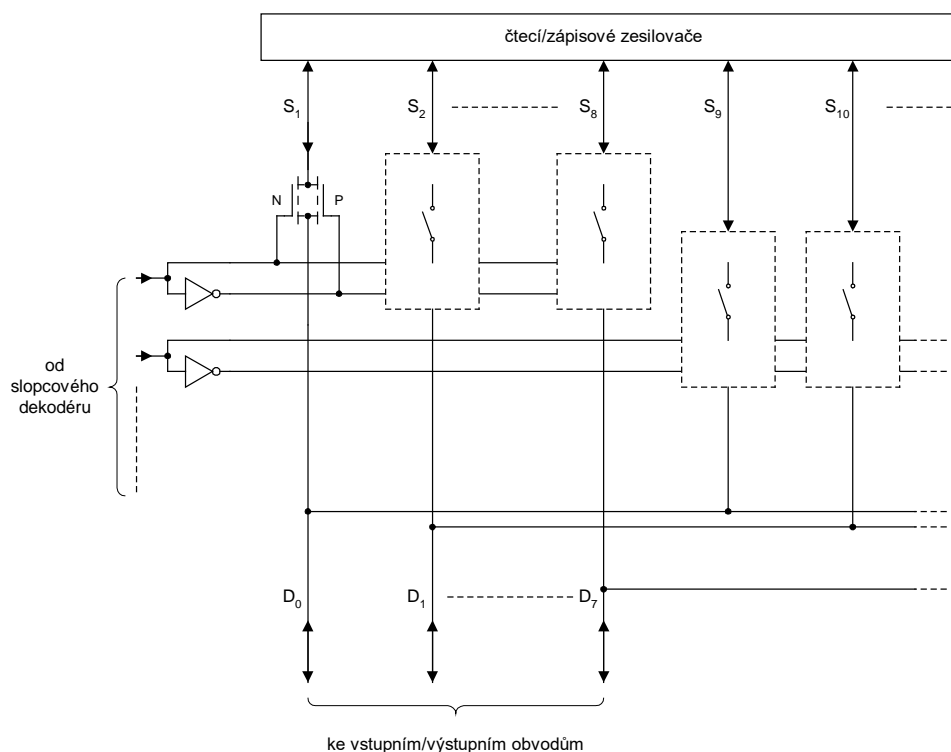 čtecí/zápisové zesilovače
S1
S2
S8
S9
S10
N
P
od
slopcového
dekodéru
D0
D1
D7
ke vstupním/výstupním obvodům